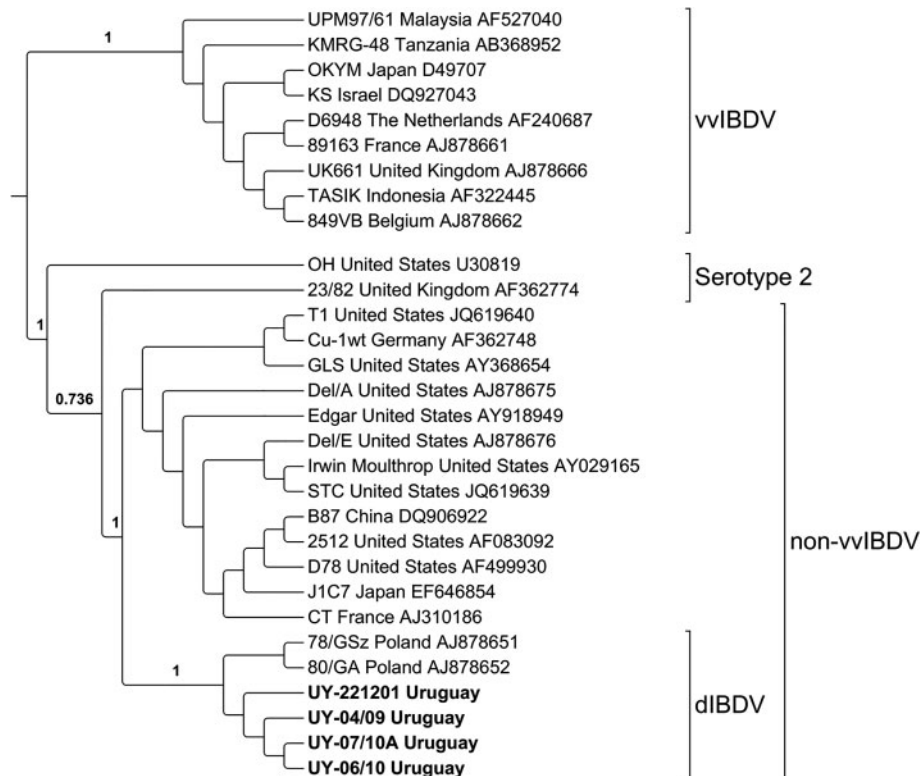 1
UPM97/61 Malaysia AF527040
KMRG-48 Tanzania AB368952
OKYM Japan D49707
KS Israel DQ927043
D6948 The Netherlands AF240687
89163 France AJ878661
UK661 United Kingdom AJ878666
TASIK Indonesia AF322445
849VB Belgium AJ878662
vvIBDV
OH United States U30819
23/82 United Kingdom AF362774
Serotype 2
1
0.736
1
T1 United States JQ619640
Cu-1wt Germany AF362748
GLS United States AY368654
Del/A United States AJ878675
Edgar United States AY918949
Del/E United States AJ878676
Irwin Moulthrop United States AY029165
STC United States JQ619639
B87 China DQ906922
2512 United States AF083092
D78 United States AF499930
J1C7 Japan EF646854
CT France AJ310186
non-vvIBDV
1
78/GSz Poland AJ878651
80/GA Poland AJ878652
UY-221201 Uruguay
UY-04/09 Uruguay
UY-07/10A Uruguay
UY-06/10 Uruguay
dIBDV